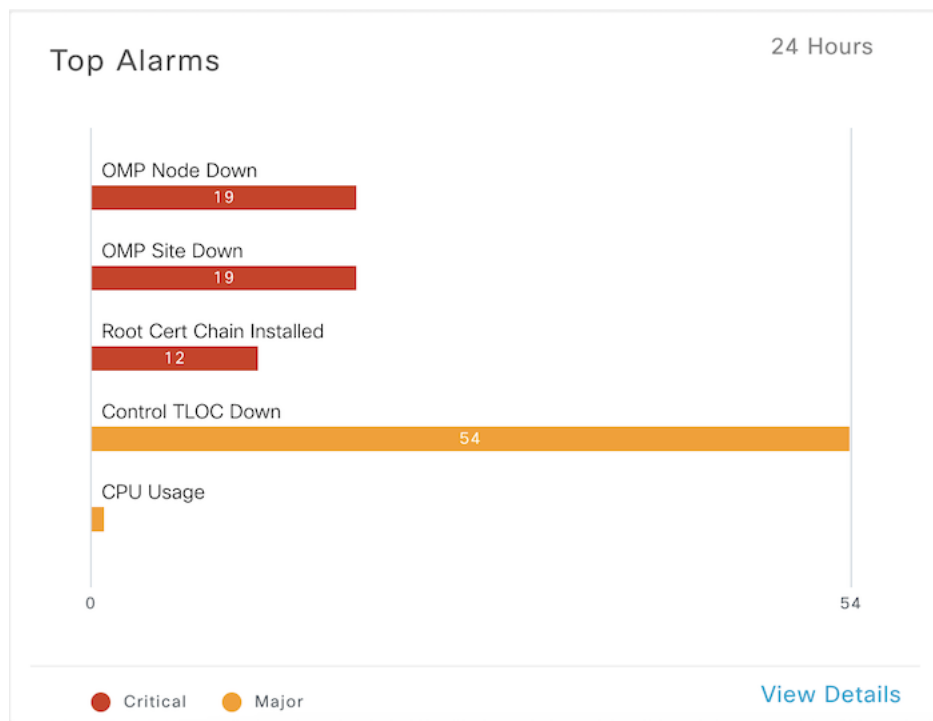 Top Alarms
24 Hours
OMP Node Down
19
OMP Site Down
19
Root Cert Chain Installed
12
Control TLOC Down
54
CPU Usage
0
54
Critical
Major
View Details